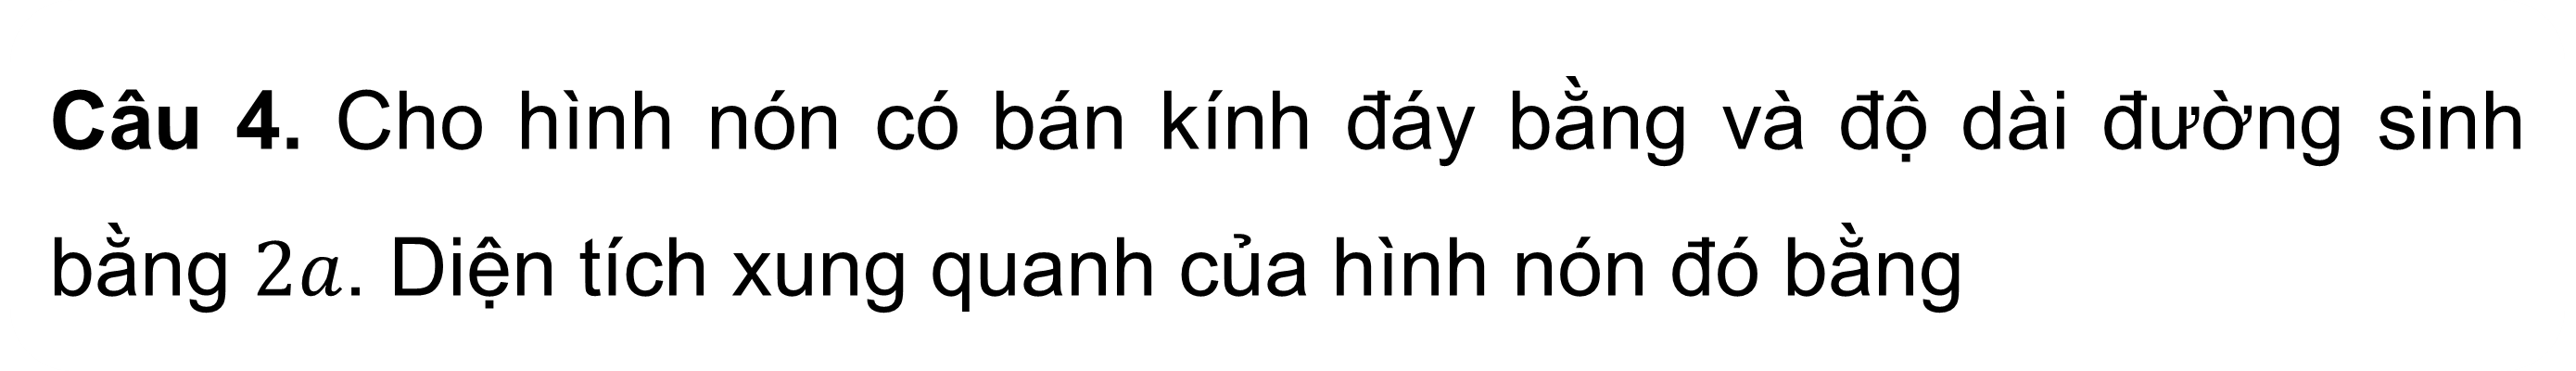 Câu 4. Cho hình nón có bán kính đáy bằng và độ dài đường sinh
bằng 2a. Diện tích xung quanh của hình nón đó bằng